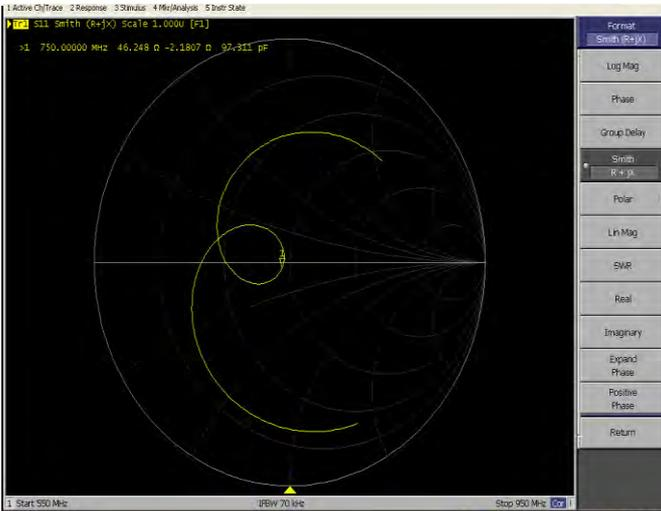 1 Active Ch/Trace 2 Response 3 Stimulus 4 Mkr/Analysis 5 Instr State
Tr1 S11 Smith (R+jX) Scale 1.000U [F1]
>1 750.00000 MHz 46.248 Ω -2.1807 Ω 97.311 pF
1
Format
Smith (R+jX)
Log Mag
Phase
Group Delay
Smith
R + jX
Polar
Lin Mag
SWR
Real
Imaginary
Expand
Phase
Positive
Phase
Return
1 Start 550 MHz IFBW 70 kHz Stop 950 MHz Cor